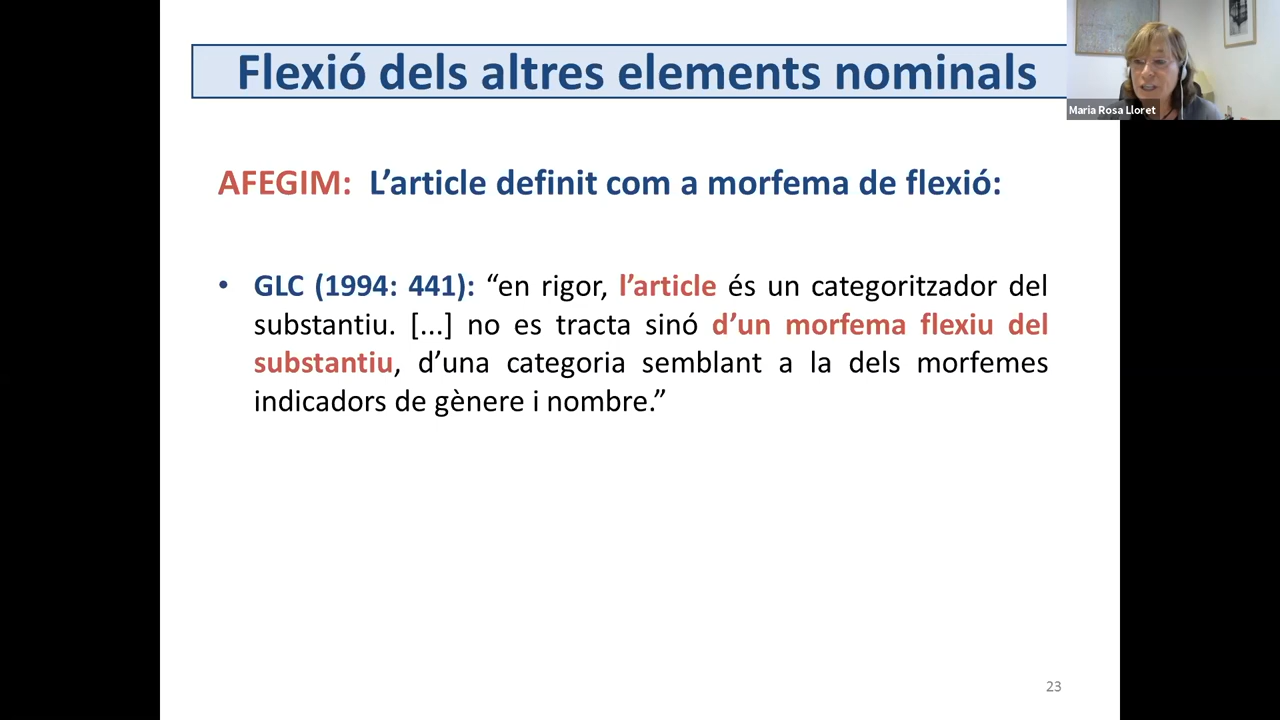 Flexió dels altres elements nominals
Maria Rosa Lloret
AFEGIM: L’article definit com a morfema de flexió:
• GLC (1994: 441): “en rigor, l’article és un categoritzador del
substantiu. [...] no es tracta sinó d’un morfema flexiu del
substantiu, d’una categoria semblant a la dels morfemes
indicadors de gènere i nombre.”
23